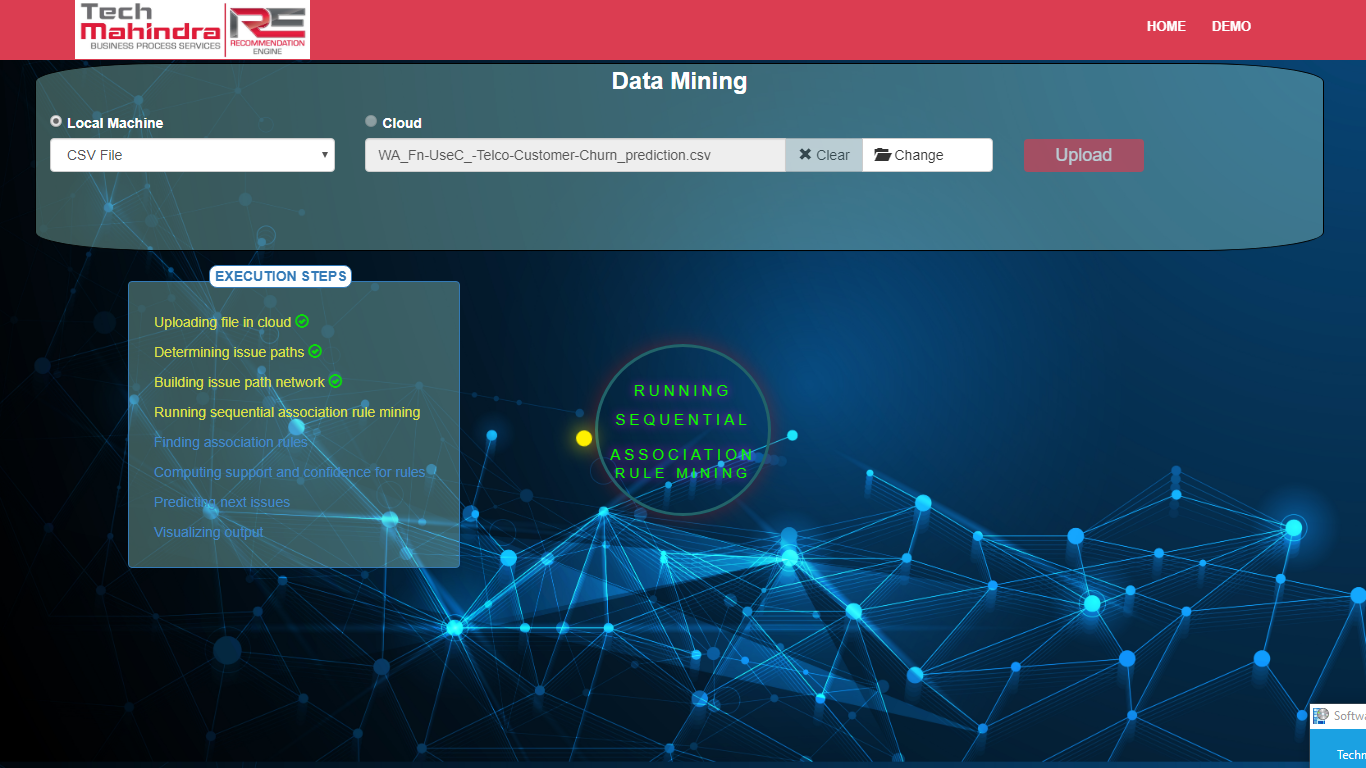 Tech
Mahindra
BUSINESS PROCESS SERVICES
RE
RECOMMENDATION
ENGINE
HOME DEMO
Data Mining
Local Machine Cloud
CSV File WA_Fn-UseC_-Telco-Customer-Churn_prediction.csv Clear Change Upload
EXECUTION STEPS
Uploading file in cloud
Determining issue paths
Building issue path network
Running sequential association rule mining
Finding association rules
Computing support and confidence for rules
Predicting next issues
Visualizing output
RUNNING
SEQUENTIAL
ASSOCIATION
RULE MINING